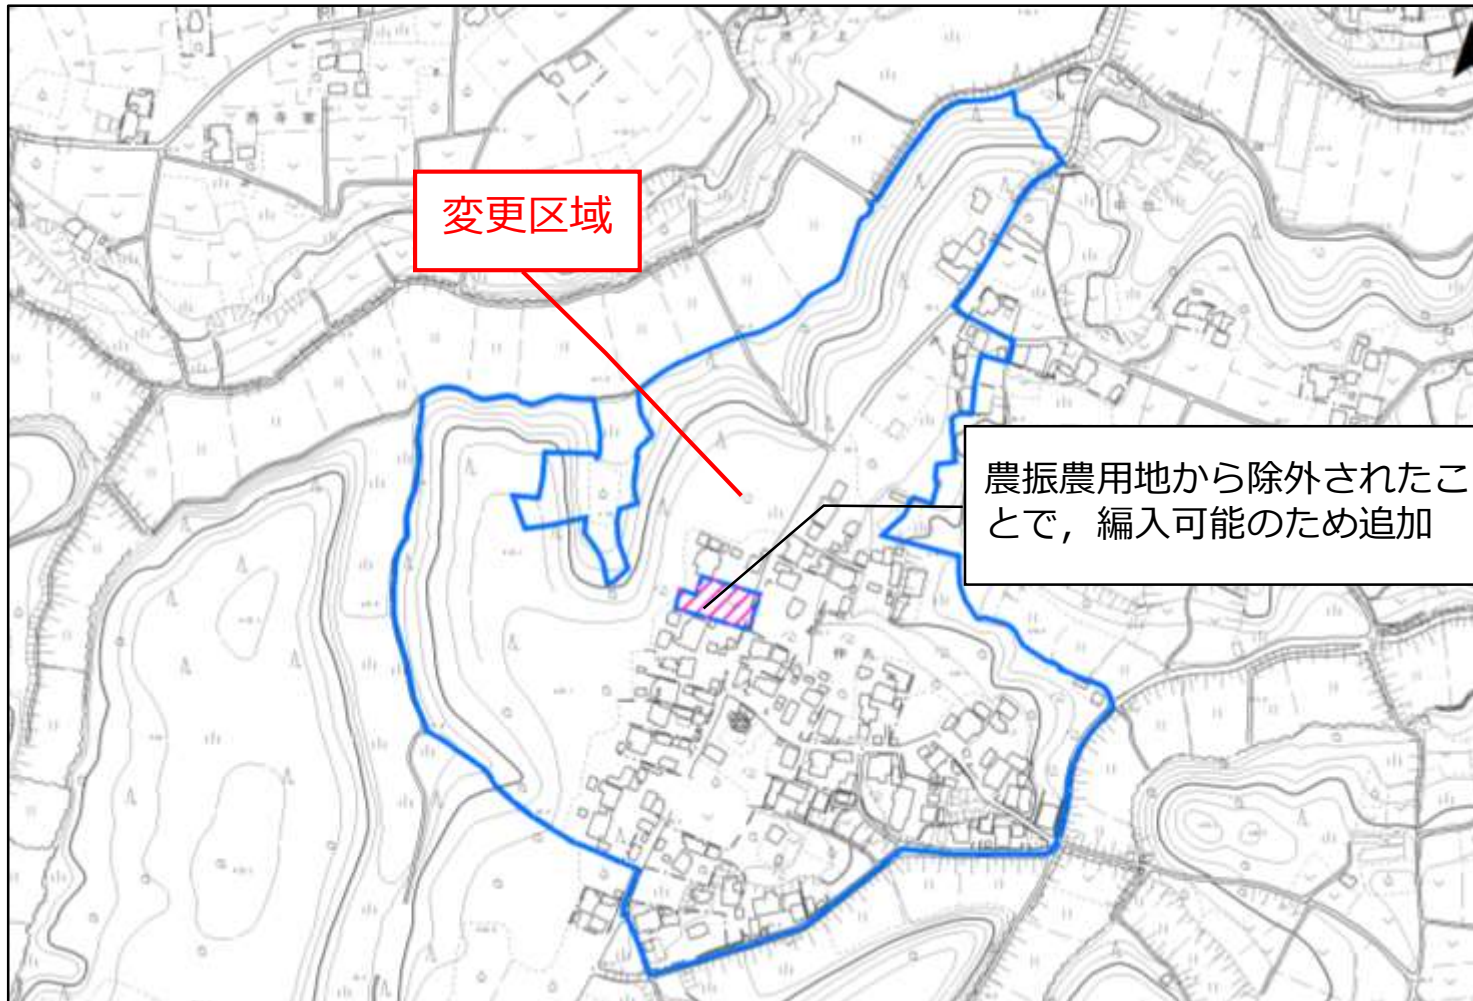 変更区域
農振農用地から除外されたこ
とで，編入可能のため追加